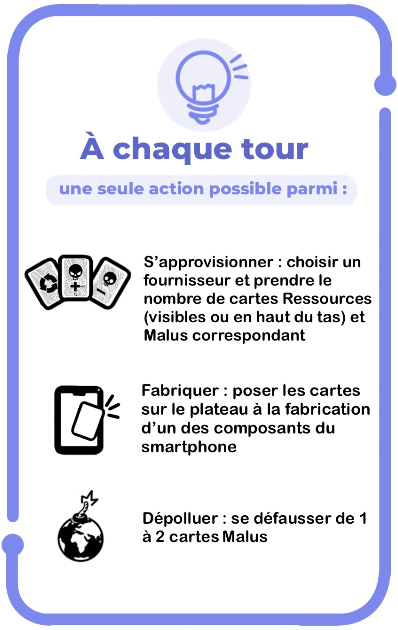 À chaque tour
une seule action possible parmi :
S'approvisionner : choisir un
fournisseur et prendre le
nombre de cartes Ressources
(visibles ou en haut du tas) et
Malus correspondant
Fabriquer : poser les cartes
sur le plateau à la fabrication
d'un des composants du
smartphone
Dépolluer : se défausser de 1
à 2 cartes Malus